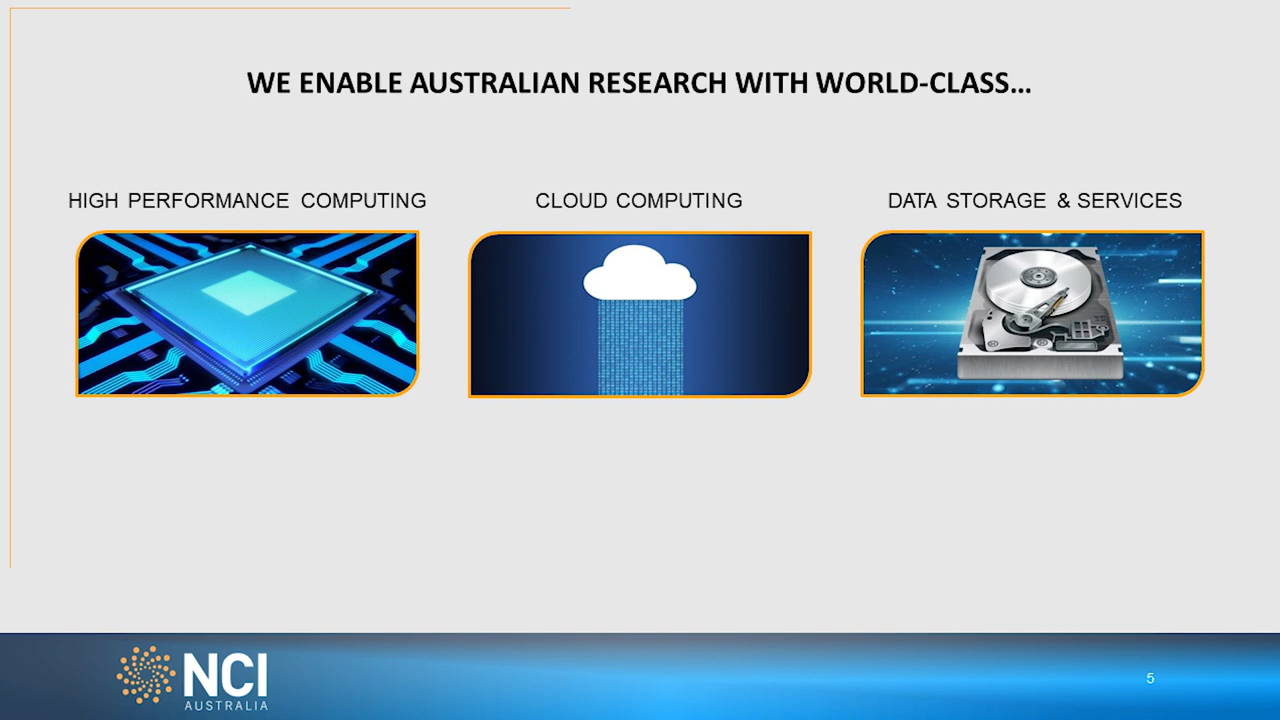 WE ENABLE AUSTRALIAN RESEARCH WITH WORLD-CLASS…
HIGH PERFORMANCE COMPUTING
CLOUD COMPUTING
DATA STORAGE & SERVICES
NCI
AUSTRALIA
5